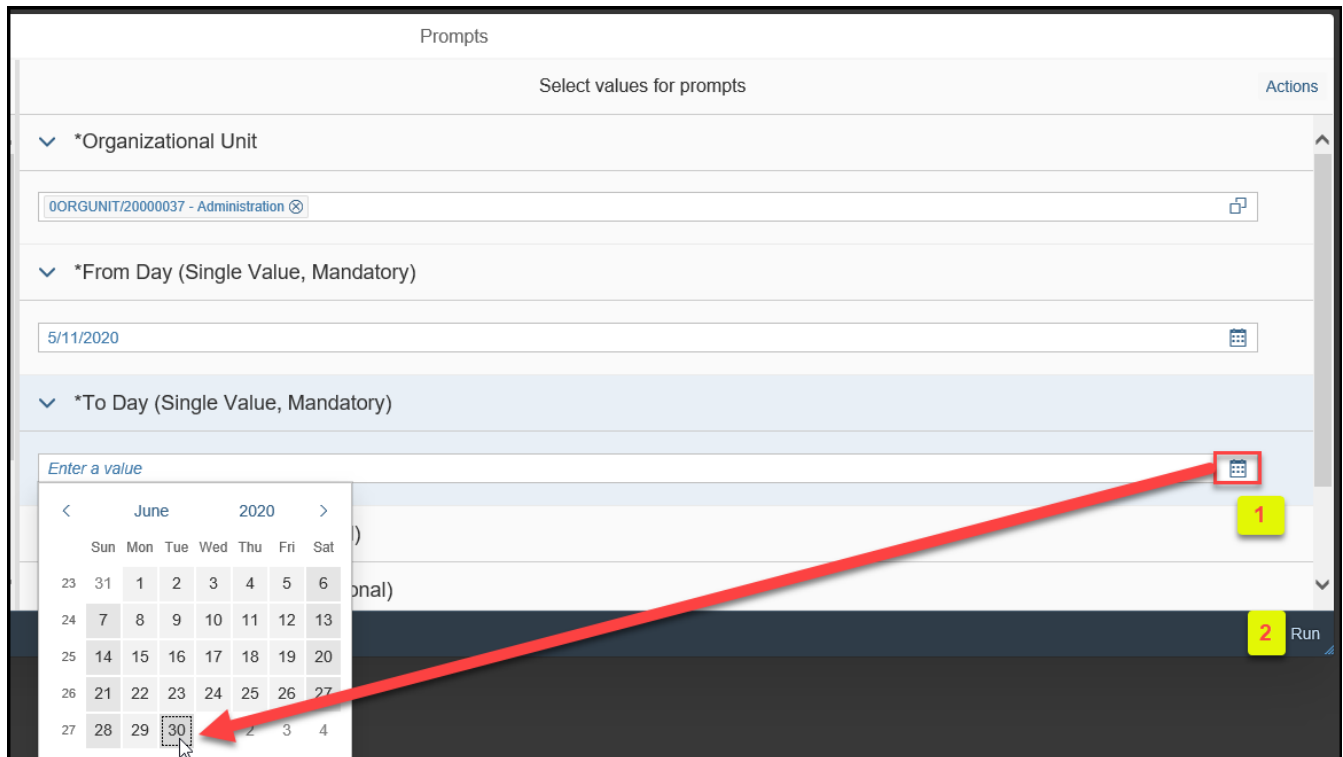 Prompts
Select values for prompts
Actions
*Organizational Unit
0ORGUNIT/20000037 - Administration
*From Day (Single Value, Mandatory)
5/11/2020
*To Day (Single Value, Mandatory)
Enter a value
1
June 2020
Sun Mon Tue Wed Thu Fri Sat
l)
23 31 1 2 3 4 5 6
onal)
24 7 8 9 10 11 12 13
2 Run
25 14 15 16 17 18 19 20
26 21 22 23 24 25 26 27
27 28 29 30 2 3 4